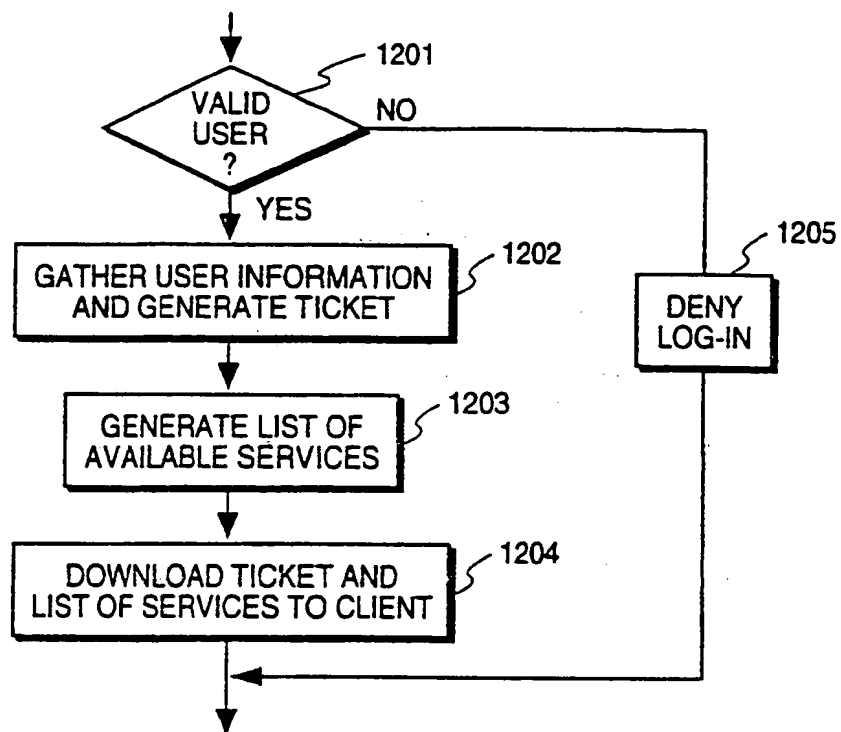 1201
VALID
USER
?
NO
YES
1202
GATHER USER INFORMATION
AND GENERATE TICKET
1205
DENY
LOG-IN
1203
GENERATE LIST OF
AVAILABLE SERVICES
1204
DOWNLOAD TICKET AND
LIST OF SERVICES TO CLIENT